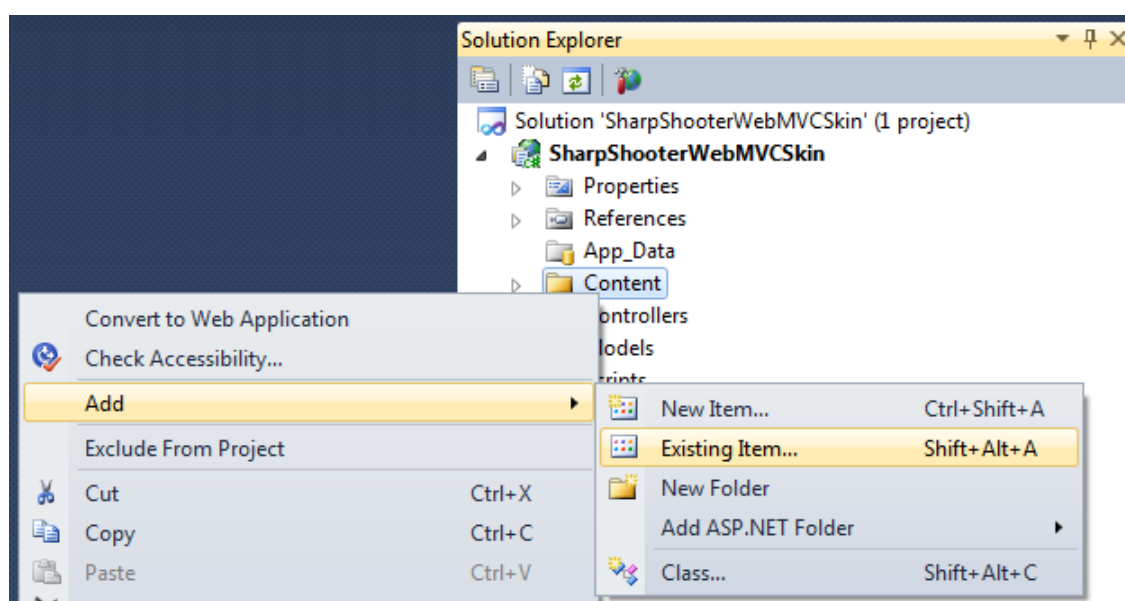 Solution Explorer
Solution 'SharpShooterWebMVCSkin' (1 project)
SharpShooterWebMVCSkin
Properties
References
App_Data
Content
ontrollers
odels
Convert to Web Application
Check Accessibility...
Add
Exclude From Project
Cut Ctrl+X
Copy Ctrl+C
Paste Ctrl+V
New Item... Ctrl+Shift+A
Existing Item... Shift+Alt+A
New Folder
Add ASP.NET Folder
Class... Shift+Alt+C